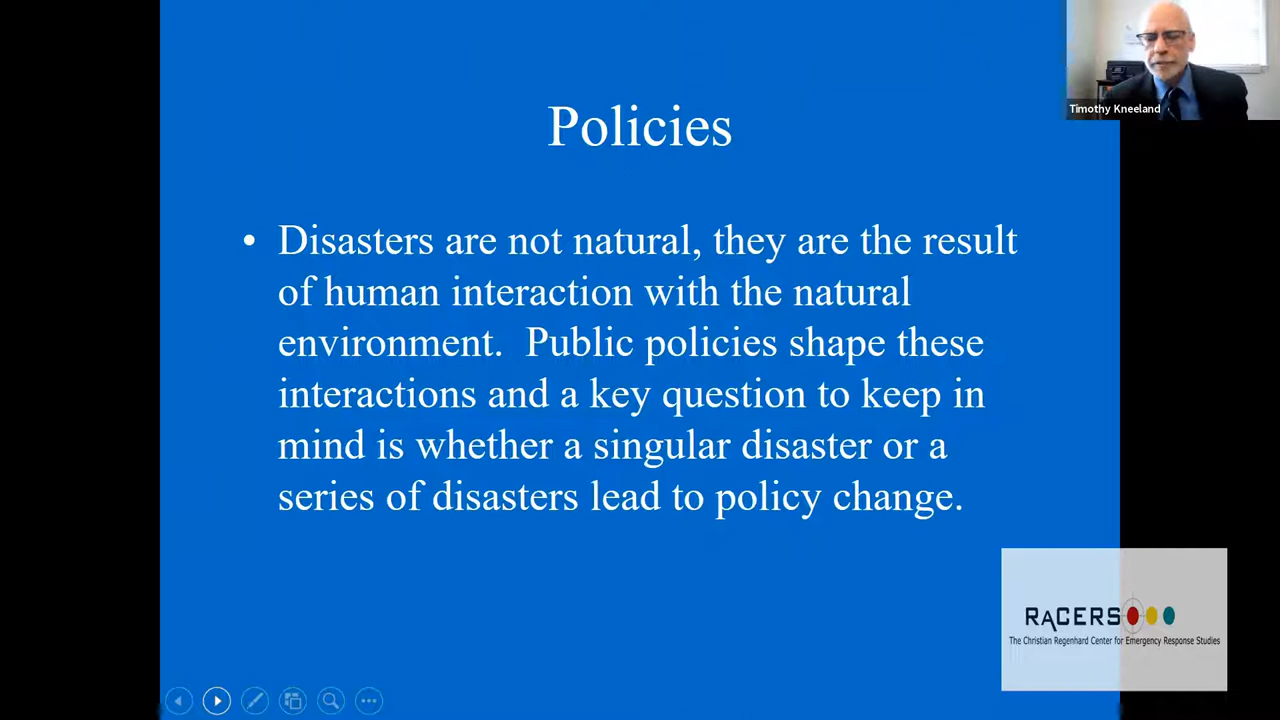 Timothy Kneeland
Policies
• Disasters are not natural, they are the result
of human interaction with the natural
environment.  Public policies shape these
interactions and a key question to keep in
mind is whether a singular disaster or a
series of disasters lead to policy change.
RaCERS
The Christian Regenhard Center for Emergency Response Studies